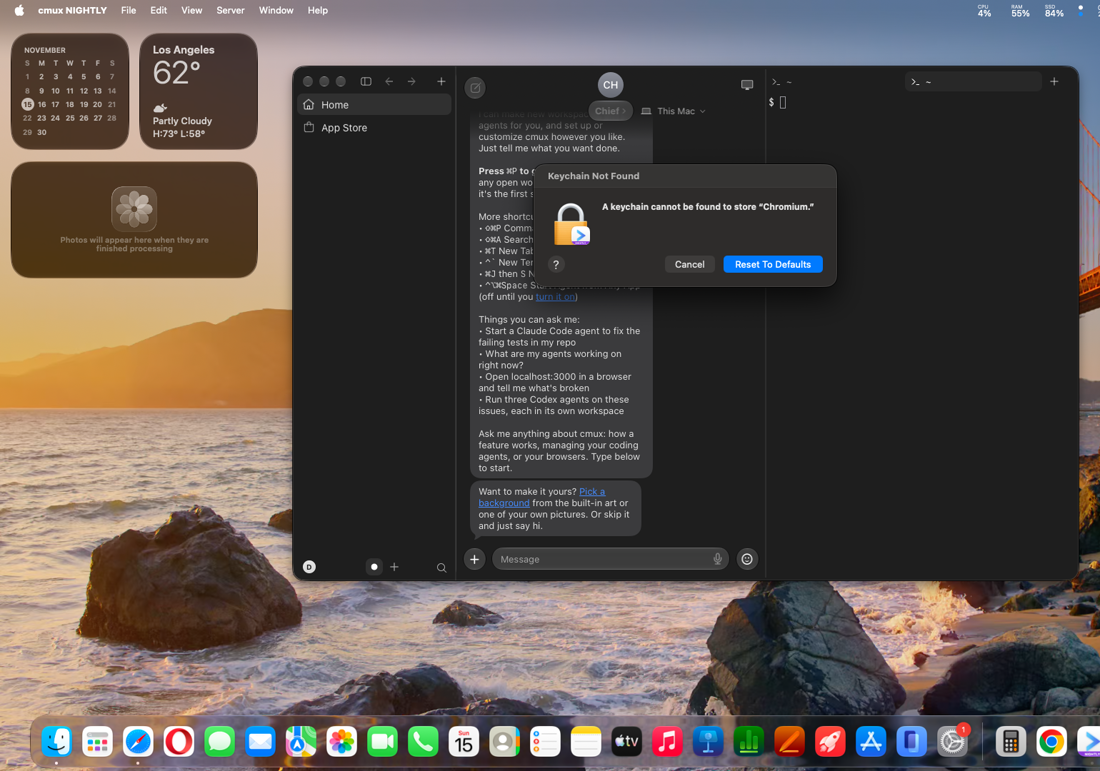 cmux NIGHTLY File Edit View Server Window Help
CPU 4% RAM 55% SSD 84%
NOVEMBER
S M T W T F S
1 2 3 4 5 6 7
8 9 10 11 12 13 14
15 16 17 18 19 20 21
22 23 24 25 26 27 28
29 30
Los Angeles
62°
Partly Cloudy
H:73° L:58°
Photos will appear here when they are
finished processing
Home
App Store
D
CH
Chief ›
This Mac
agents for you, and set up or
customize cmux however you like.
Just tell me what you want done.
Press ⌘P to
any open
it's the first
More
• ⇧⌘P
• ⇧⌘A Search
• ⌘T New
• ^` New
• ⌘J then S
(off until you turn it on)
Things you can ask me:
• Start a Claude Code agent to fix the
failing tests in my repo
• What are my agents working on
right now?
• Open localhost:3000 in a browser
and tell me what's broken
• Run three Codex agents on these
issues, each in its own workspace
Ask me anything about cmux: how a
feature works, managing your coding
agents, or your browsers. Type below
to start.
Want to make it yours? Pick a
background from the built-in art or
one of your own pictures. Or skip it
and just say hi.
Message
>_ ~
>_ ~
$
Keychain Not Found
A keychain cannot be found to store “Chromium.”
?
Cancel
Reset To Defaults
Sun
15
tv
1